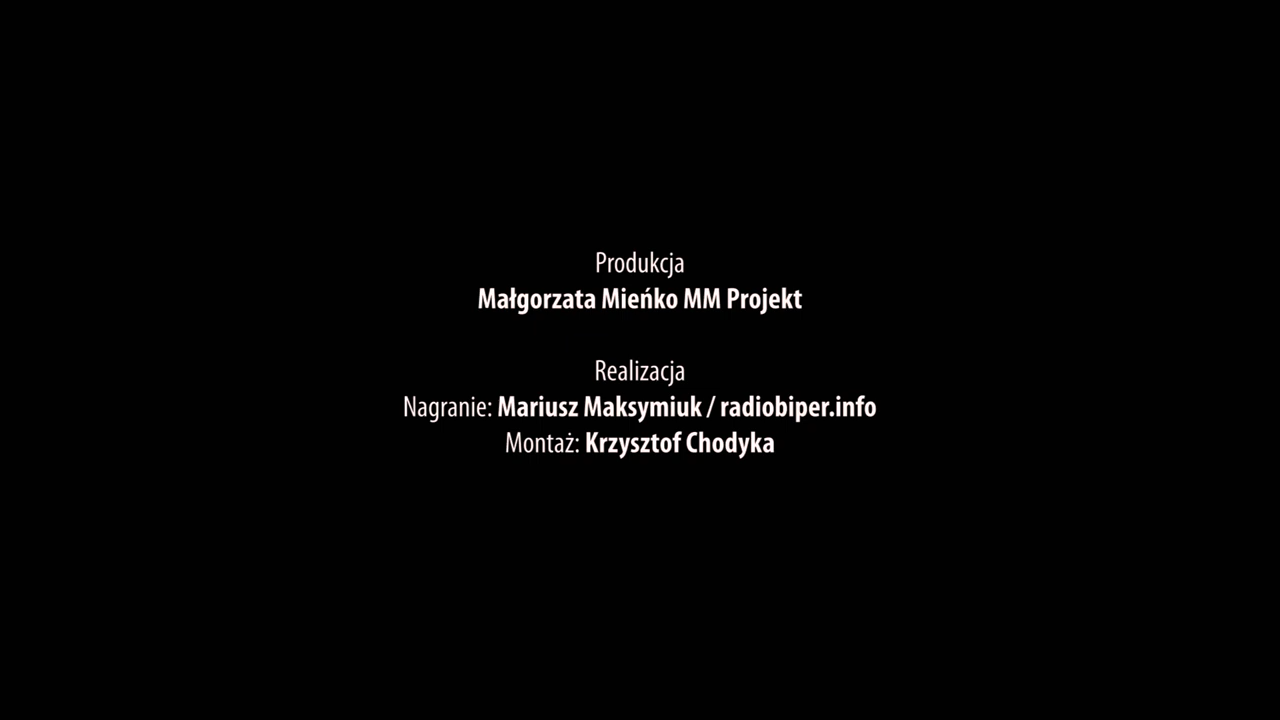 Produkcja
Małgorzata Mieńko MM Projekt
Realizacja
Nagranie: Mariusz Maksymiuk / radiobiper.info
Montaż: Krzysztof Chodyka